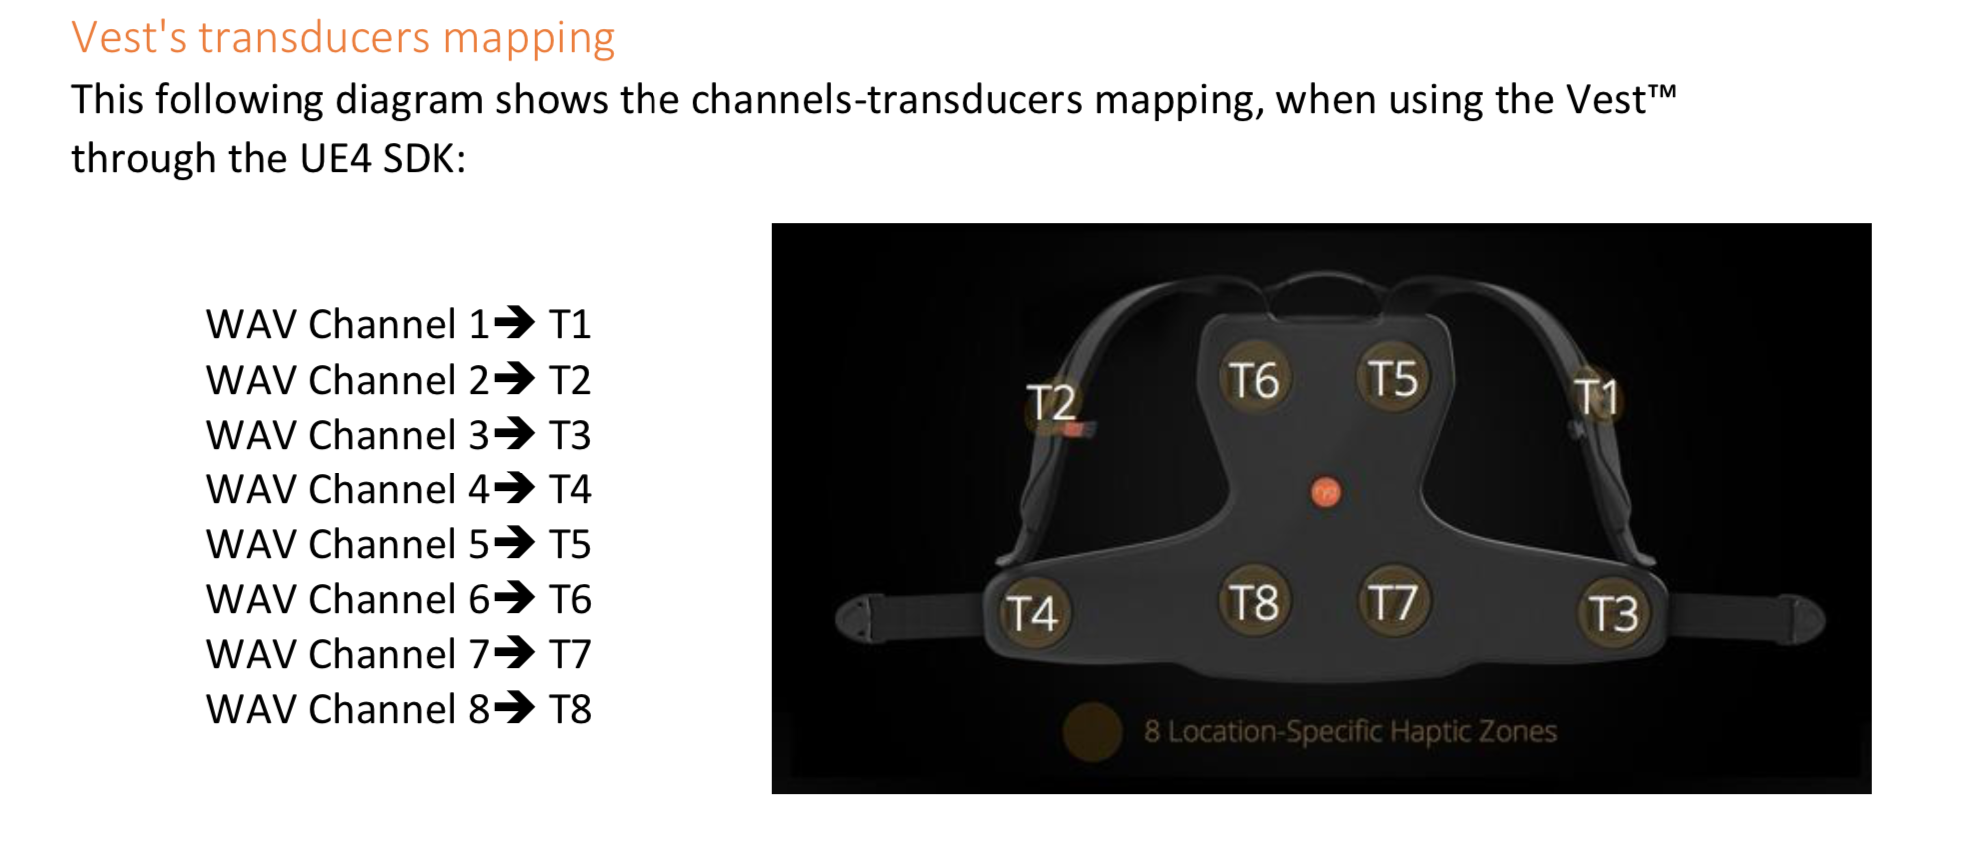 Vest's transducers mapping
This following diagram shows the channels-transducers mapping, when using the Vest™
through the UE4 SDK:
WAV Channel 1➔ T1
WAV Channel 2➔ T2
WAV Channel 3➔ T3
WAV Channel 4➔ T4
WAV Channel 5➔ T5
WAV Channel 6➔ T6
WAV Channel 7➔ T7
WAV Channel 8➔ T8
T6 T5
T2 T1
T4 T8 T7 T3
8 Location-Specific Haptic Zones